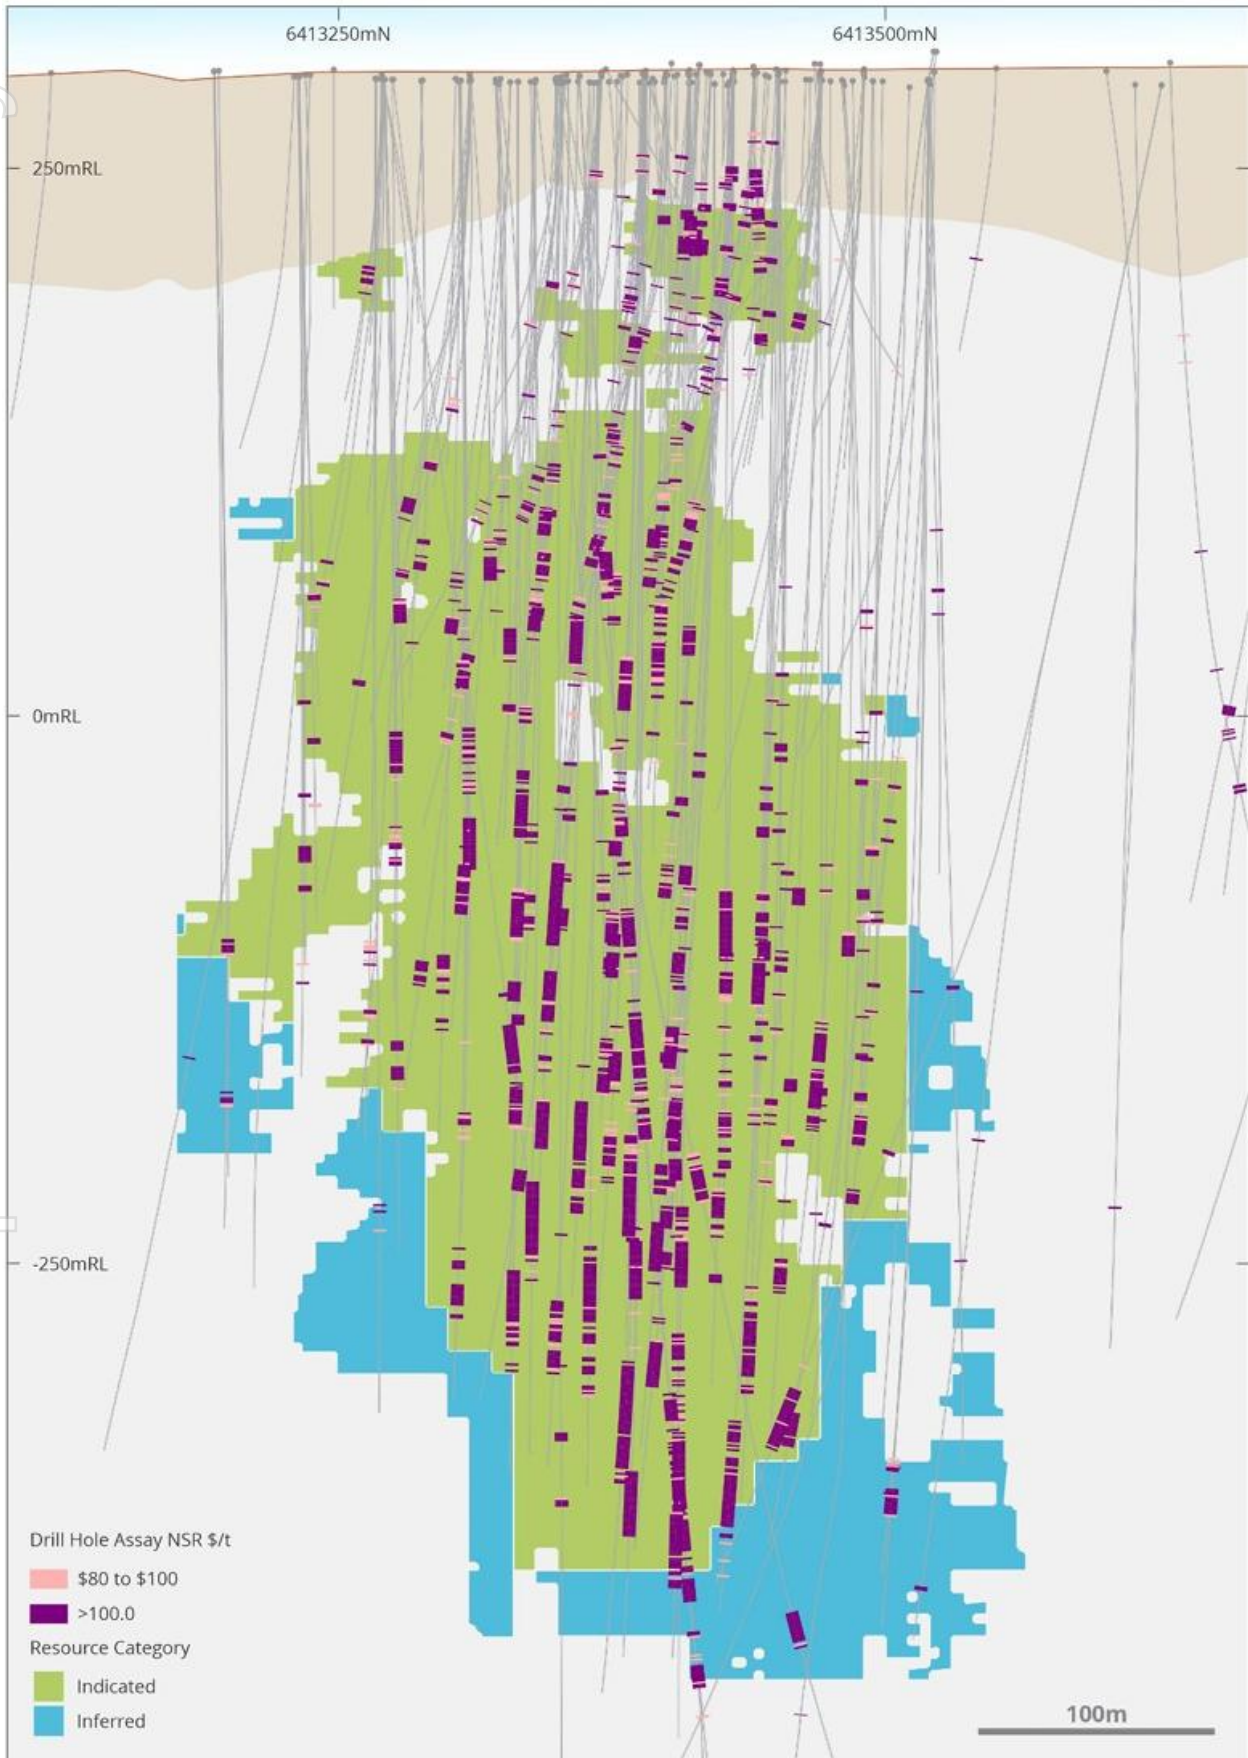 6413250mN
6413500mN
250mRL
0mRL
-250mRL
Drill Hole Assay NSR $/t
$80 to $100
>100.0
Resource Category
Indicated
Inferred
100m